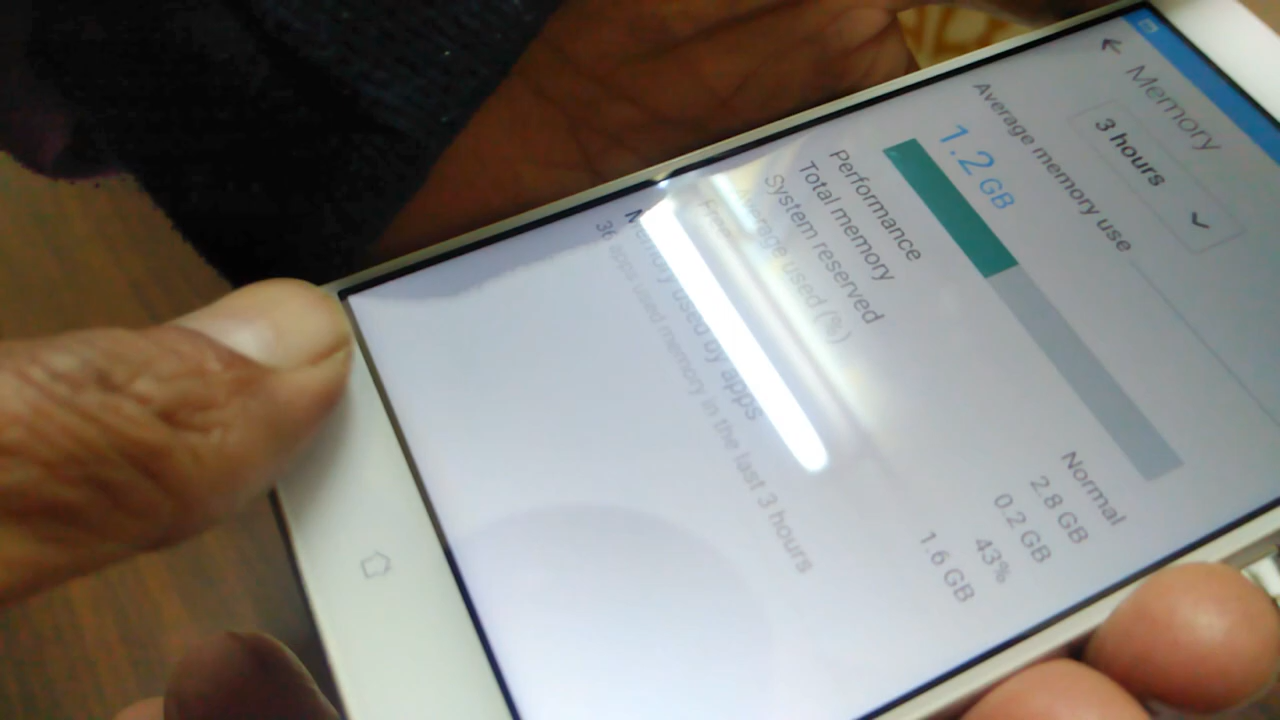 Memory
3 hours
Average memory use
1.2 GB
Performance Normal
Total memory 2.8 GB
System reserved 0.2 GB
Average used (%) 43%
Free 1.6 GB
Memory used by apps
36 apps used memory in the last 3 hours